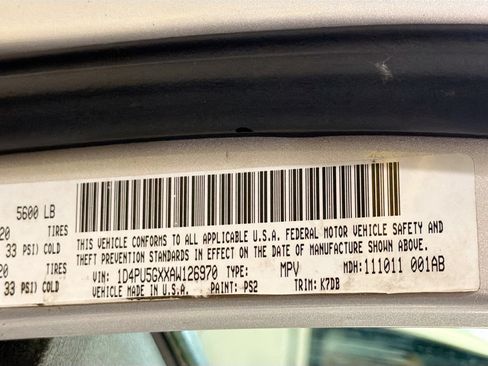 5600 LB
20 TIRES
33 PSI) COLD
20 TIRES
33 PSI) COLD
THIS VEHICLE CONFORMS TO ALL APPLICABLE U.S.A. FEDERAL MOTOR VEHICLE SAFETY AND
THEFT PREVENTION STANDARDS IN EFFECT ON THE DATE OF MANUFACTURE SHOWN ABOVE.
VIN: 1D4PU5GXXAW126970 TYPE: MPV MDH: 111011 001AB
VEHICLE MADE IN U.S.A. PAINT: PS2 TRIM: K7DB